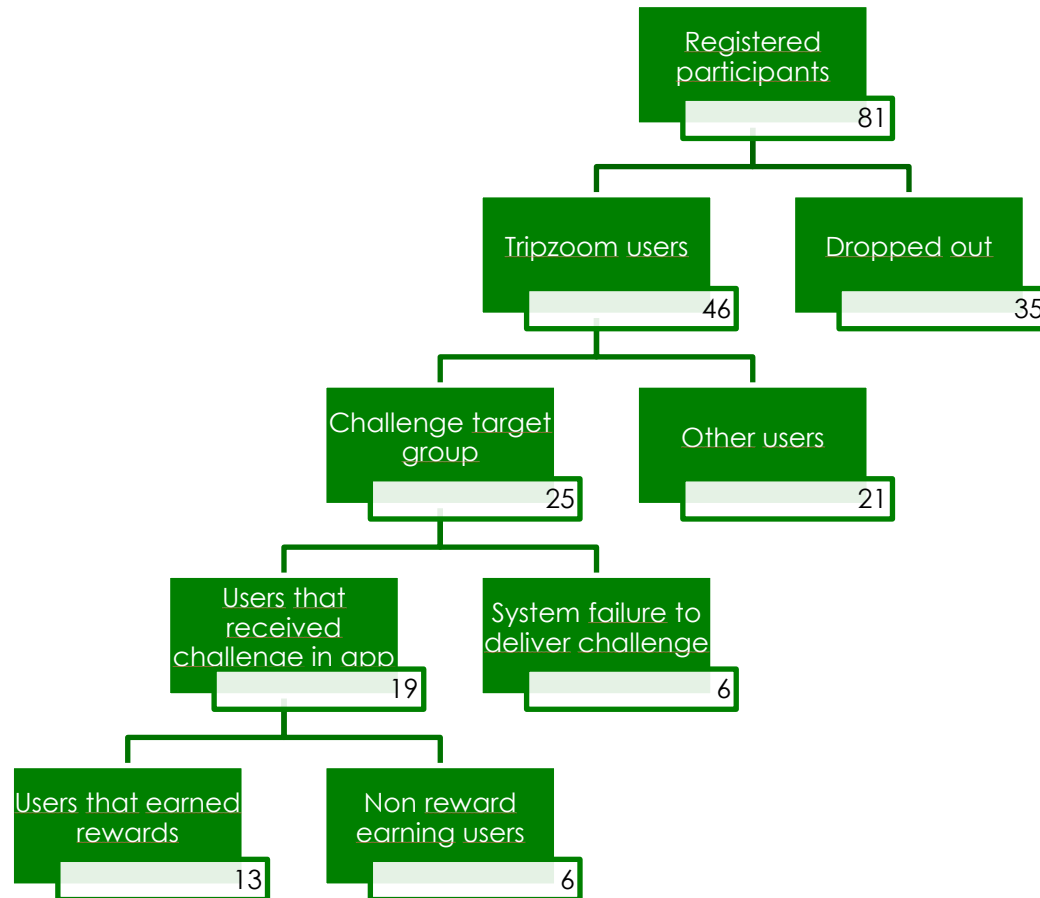 Registered
participants
81
Tripzoom users
46
Dropped out
35
Challenge target
group
25
Other users
21
Users that
received
challenge in app
19
System failure to
deliver challenge
6
Users that earned
rewards
13
Non reward
earning users
6